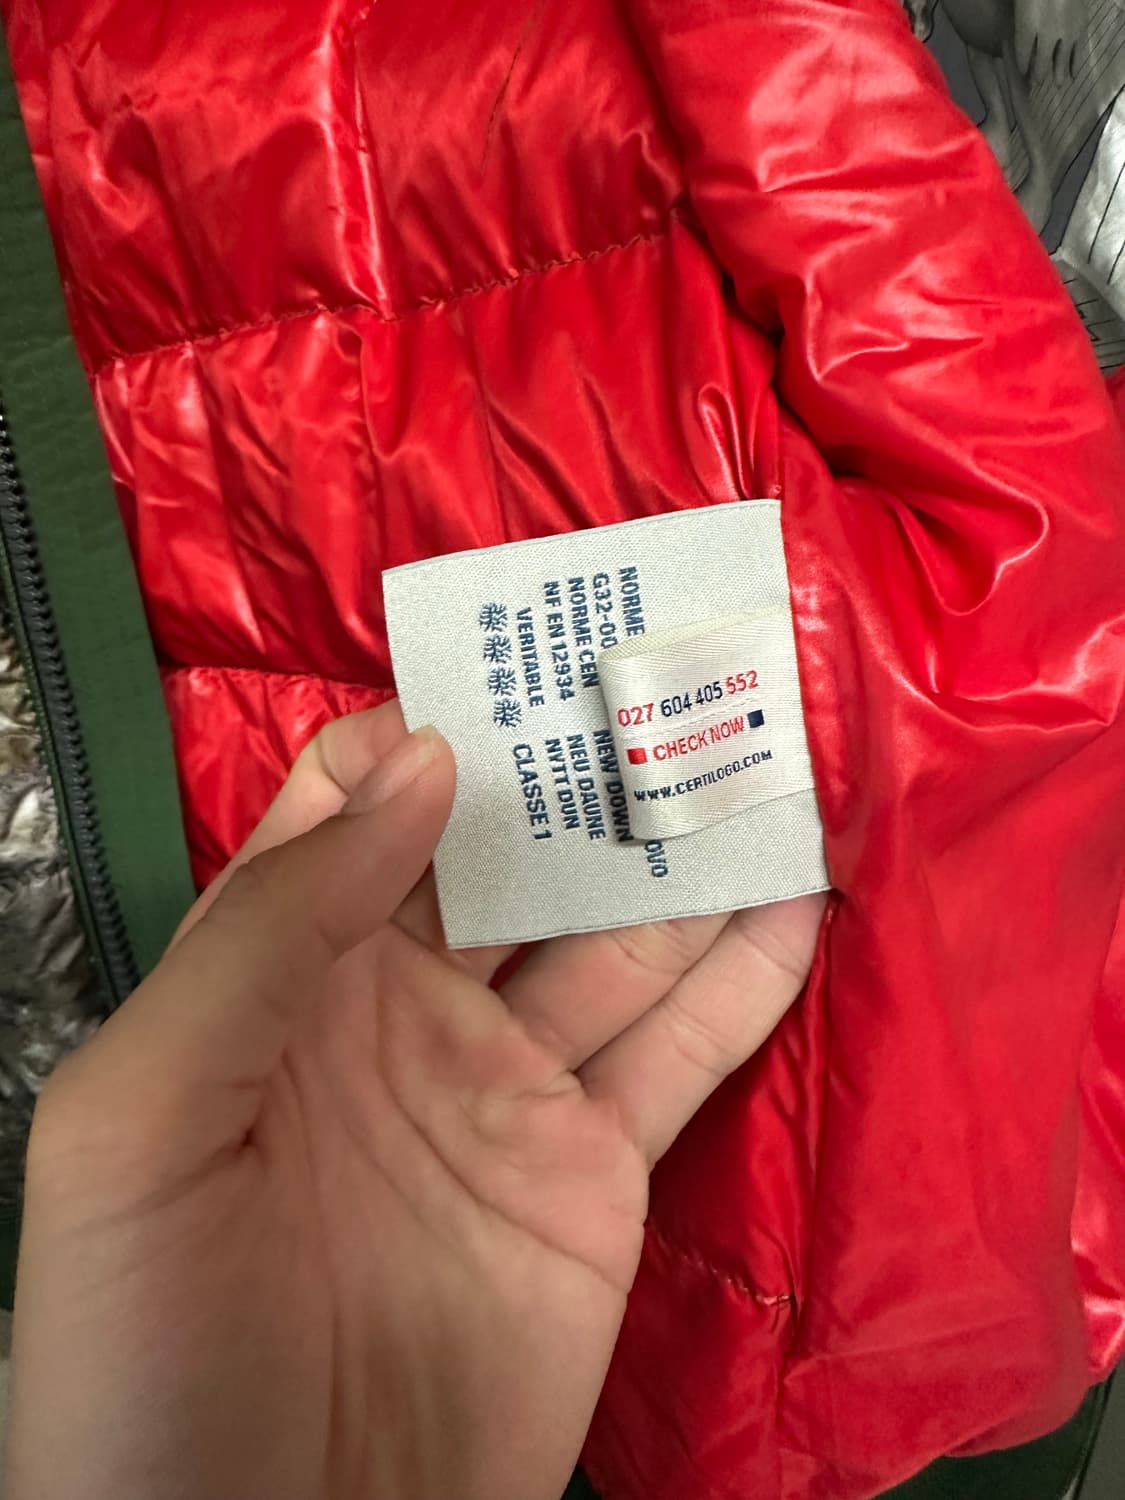 027 604 405 552
CHECK NOW
WWW.CERTILOGO.COM
NORME
G32-00
NORME CEN
NF EN 12934
VERITABLE
NEW DOWN
NEU DAUNE
NYTT DUN
CLASSE 1